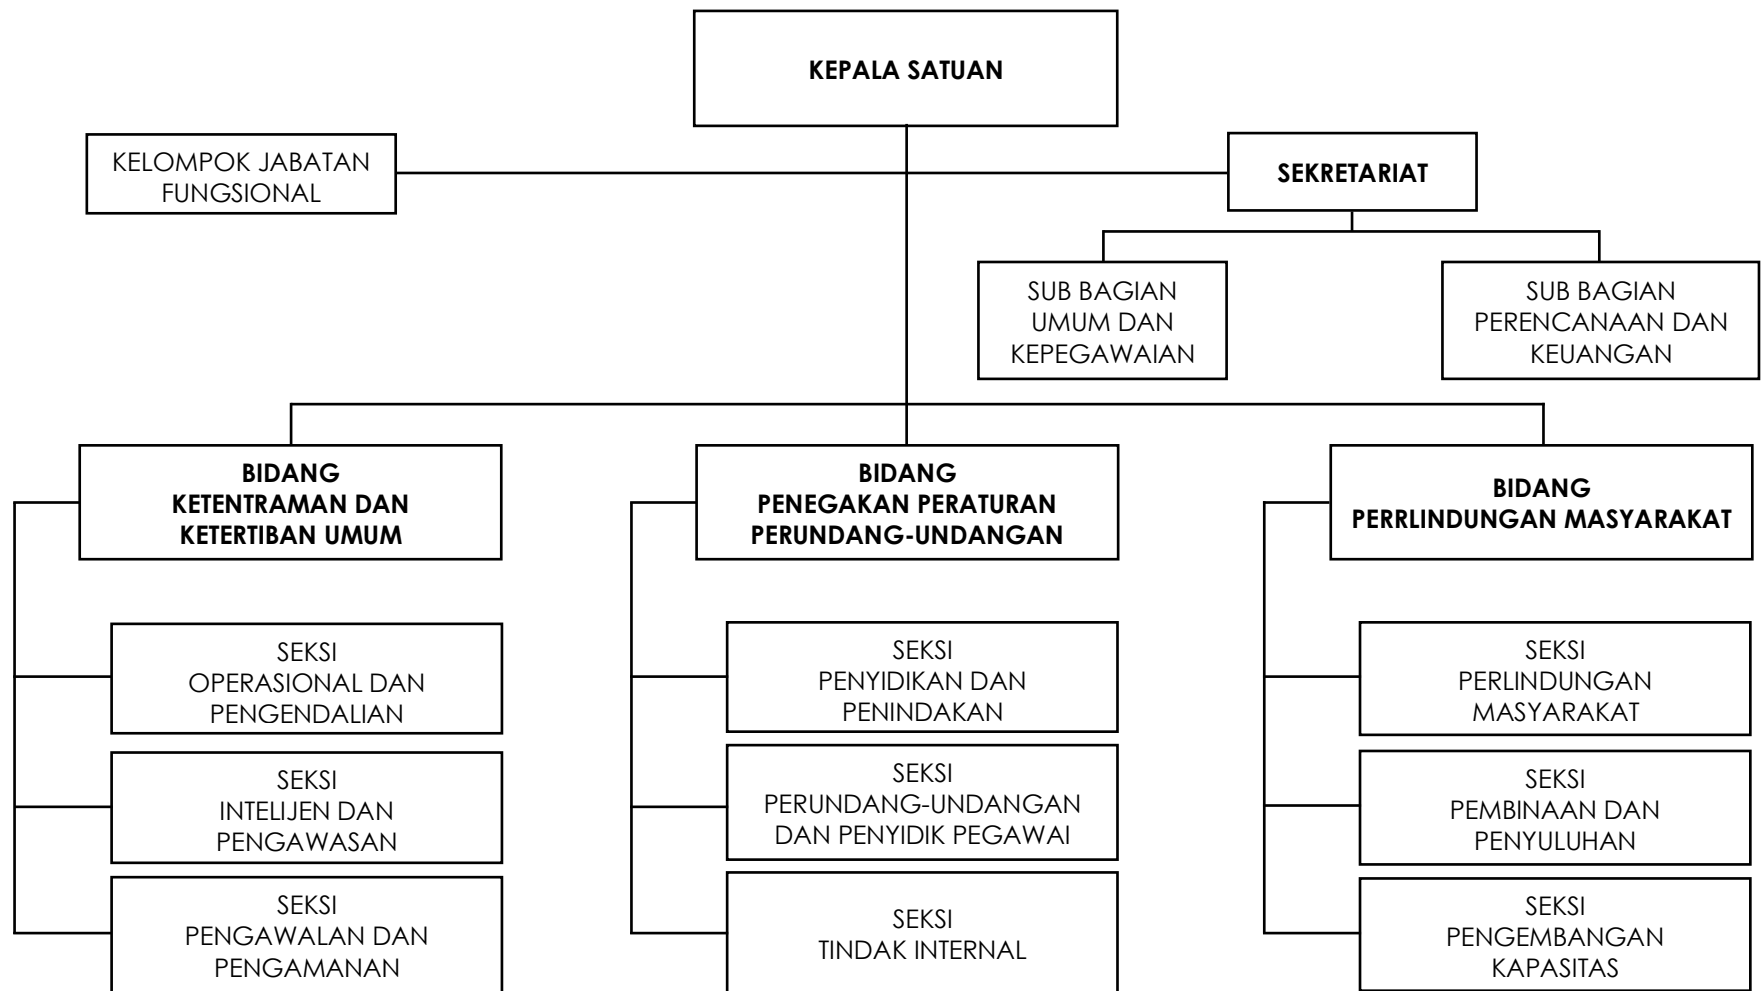 KEPALA SATUAN
KELOMPOK JABATAN
FUNGSIONAL
SEKRETARIAT
SUB BAGIAN
UMUM DAN
KEPEGAWAIAN
SUB BAGIAN
PERENCANAAN DAN
KEUANGAN
BIDANG
KETENTRAMAN DAN
KETERTIBAN UMUM
BIDANG
PENEGAKAN PERATURAN
PERUNDANG-UNDANGAN
BIDANG
PERRLINDUNGAN MASYARAKAT
SEKSI
OPERASIONAL DAN
PENGENDALIAN
SEKSI
PENYIDIKAN DAN
PENINDAKAN
SEKSI
PERLINDUNGAN
MASYARAKAT
SEKSI
INTELIJEN DAN
PENGAWASAN
SEKSI
PERUNDANG-UNDANGAN
DAN PENYIDIK PEGAWAI
SEKSI
PEMBINAAN DAN
PENYULUHAN
SEKSI
PENGAWALAN DAN
PENGAMANAN
SEKSI
TINDAK INTERNAL
SEKSI
PENGEMBANGAN
KAPASITAS